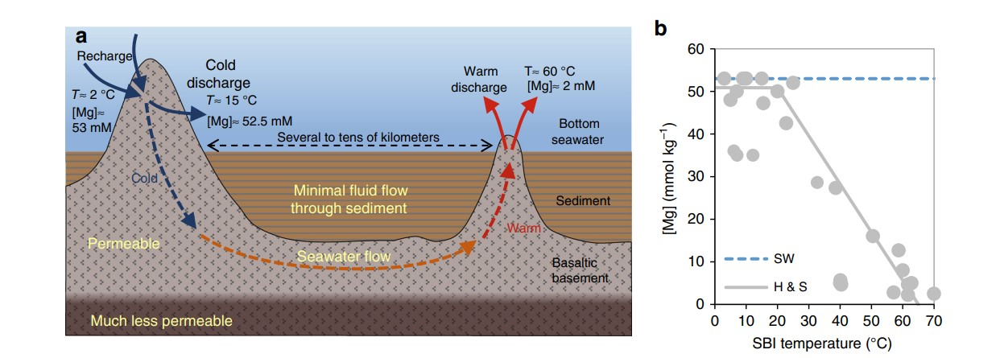 a
Recharge
T≈ 2 °C
[Mg]≈
53 mM
Cold
discharge
T≈ 15 °C
[Mg]≈ 52.5 mM
Warm
discharge
T≈ 60 °C
[Mg]≈ 2 mM
Several to tens of kilometers
Bottom
seawater
Cold
Minimal fluid flow
through sediment
Sediment
Warm
Permeable
Seawater flow
Basaltic
basement
Much less permeable
b
[Mg] (mmol kg⁻¹)
60
50
40
30
20
10
0
SW
H & S
0 10 20 30 40 50 60 70
SBI temperature (°C)